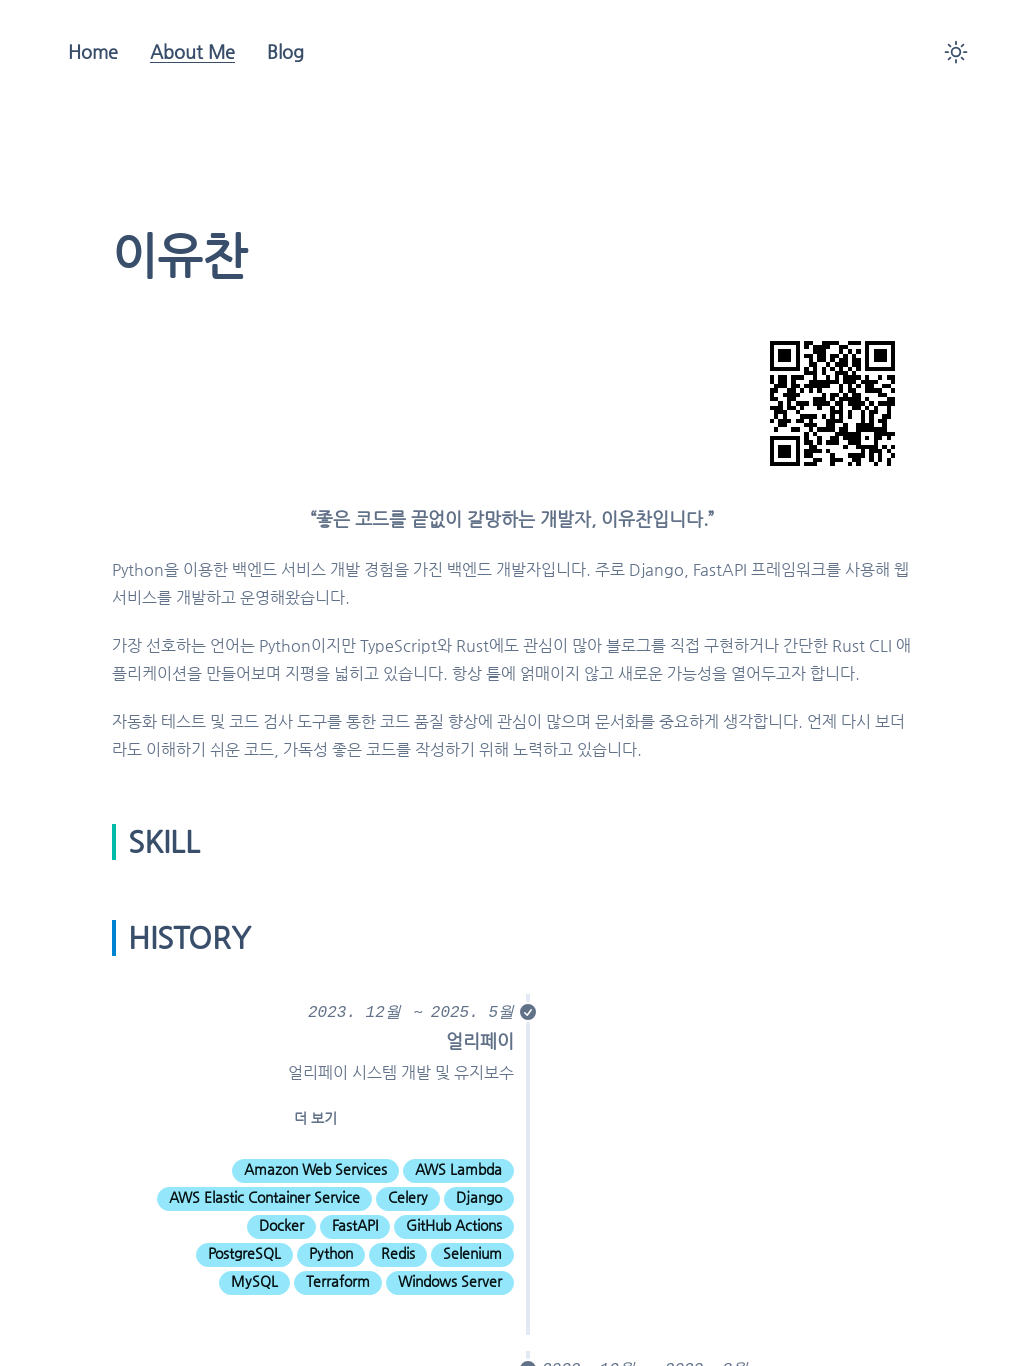 Home About Me Blog
이유찬
“좋은 코드를 끝없이 갈망하는 개발자, 이유찬입니다.”
Python을 이용한 백엔드 서비스 개발 경험을 가진 백엔드 개발자입니다. 주로 Django, FastAPI 프레임워크를 사용해 웹
서비스를 개발하고 운영해왔습니다.
가장 선호하는 언어는 Python이지만 TypeScript와 Rust에도 관심이 많아 블로그를 직접 구현하거나 간단한 Rust CLI 애
플리케이션을 만들어보며 지평을 넓히고 있습니다. 항상 틀에 얽매이지 않고 새로운 가능성을 열어두고자 합니다.
자동화 테스트 및 코드 검사 도구를 통한 코드 품질 향상에 관심이 많으며 문서화를 중요하게 생각합니다. 언제 다시 보더
라도 이해하기 쉬운 코드, 가독성 좋은 코드를 작성하기 위해 노력하고 있습니다.
SKILL
HISTORY
2023. 12월 ~ 2025. 5월
얼리페이
얼리페이 시스템 개발 및 유지보수
더 보기
Amazon Web Services AWS Lambda
AWS Elastic Container Service Celery Django
Docker FastAPI GitHub Actions
PostgreSQL Python Redis Selenium
MySQL Terraform Windows Server